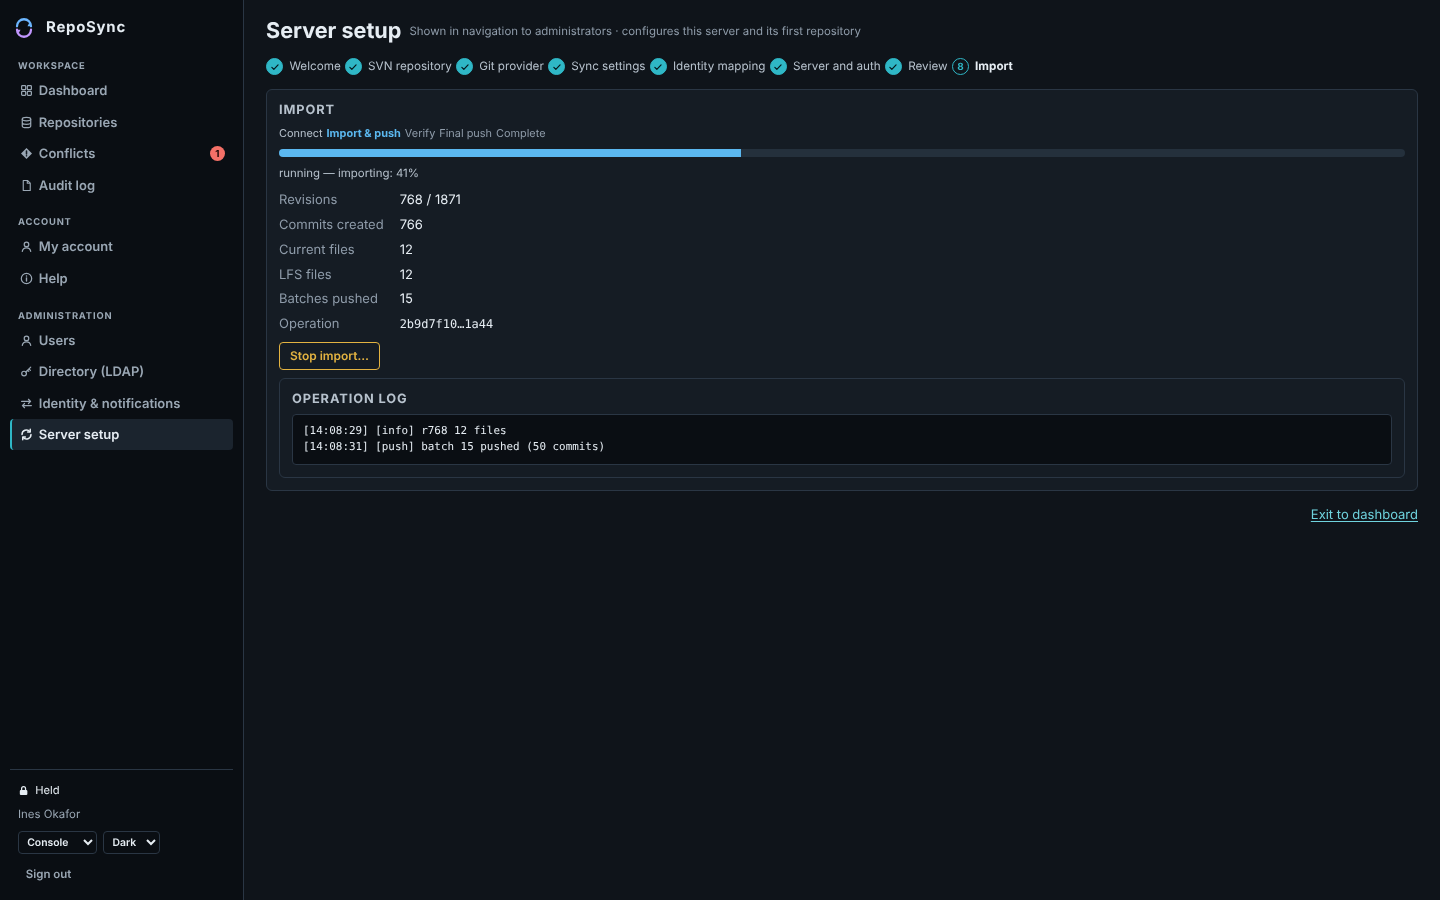 RepoSync
WORKSPACE
Dashboard
Repositories
Conflicts 1
Audit log
ACCOUNT
My account
Help
ADMINISTRATION
Users
Directory (LDAP)
Identity & notifications
Server setup
Held
Ines Okafor
Console Dark
Sign out
Server setup Shown in navigation to administrators · configures this server and its first repository
Welcome SVN repository Git provider Sync settings Identity mapping Server and auth Review 8 Import
IMPORT
Connect Import & push Verify Final push Complete
running — importing: 41%
Revisions 768 / 1871
Commits created 766
Current files 12
LFS files 12
Batches pushed 15
Operation 2b9d7f10…1a44
Stop import…
OPERATION LOG
[14:08:29] [info] r768 12 files
[14:08:31] [push] batch 15 pushed (50 commits)
Exit to dashboard